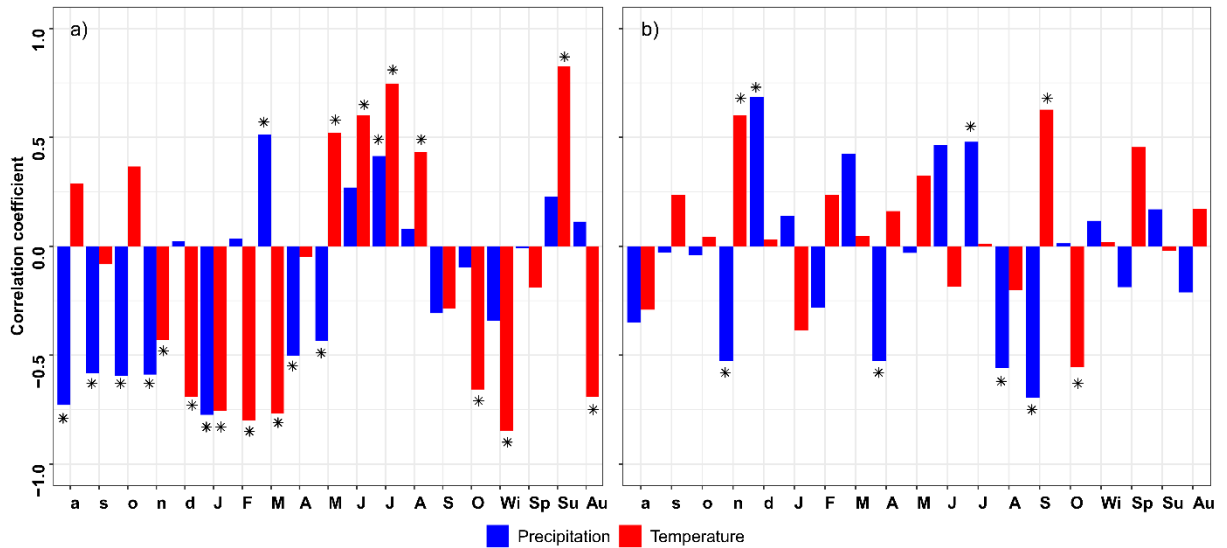 a)
b)
Correlation coefficient
1.0
0.5
0.0
−0.5
−1.0
a s o n d J F M A M J J A S O Wi Sp Su Au
a s o n d J F M A M J J A S O Wi Sp Su Au
Precipitation Temperature